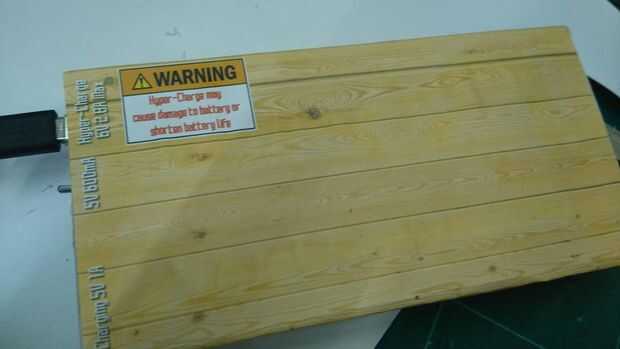 WARNING
Hyper-Charge may
cause damage to battery or
shorten battery life
Hyper-Charge
6V 2.8A Max
5V 600mA
Charging 5V 1A